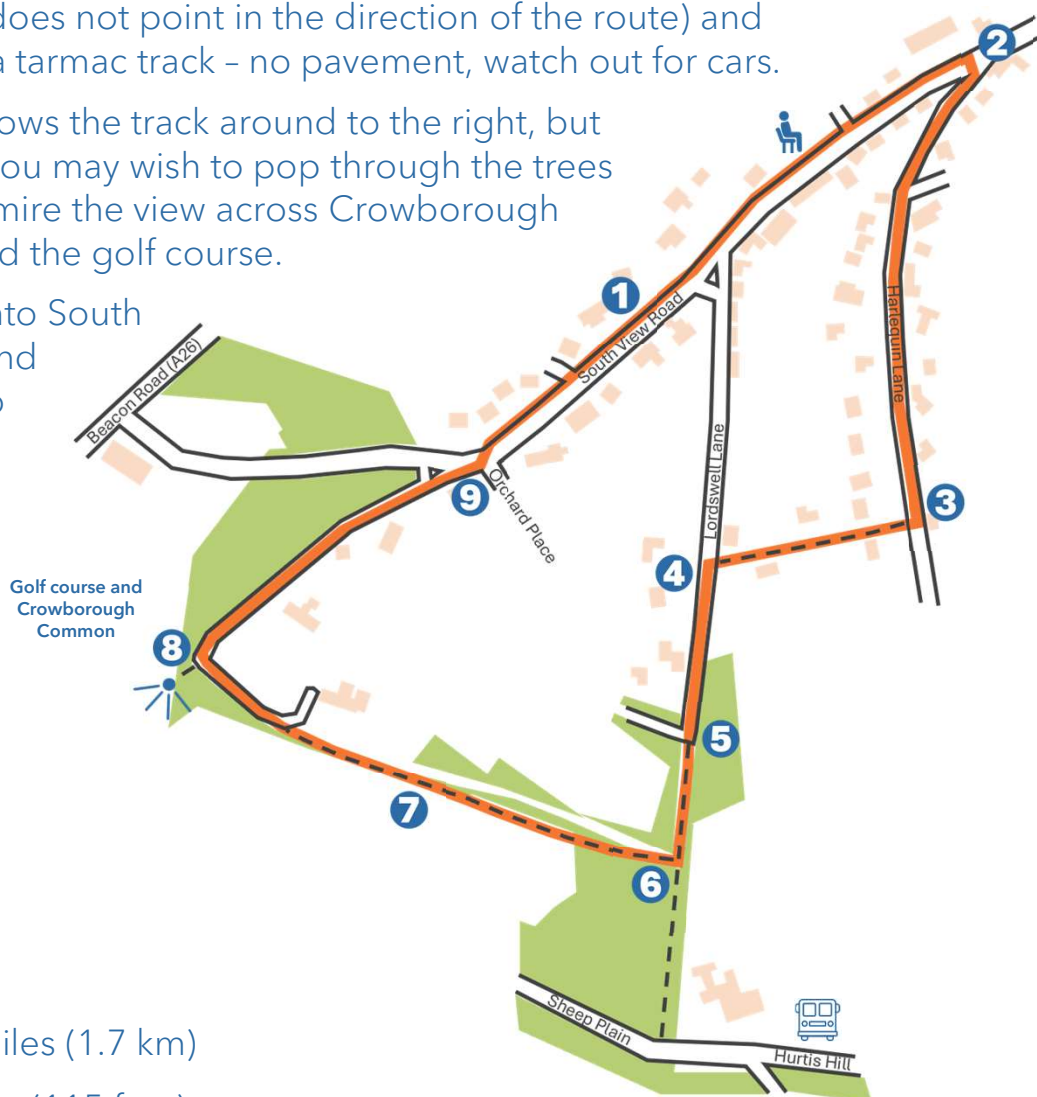 does not point in the direction of the route) and
a tarmac track – no pavement, watch out for cars.
ows the track around to the right, but
ou may wish to pop through the trees
mire the view across Crowborough
d the golf course.
to South
nd
2
1
South View Road
Beacon Road (A26)
Harlequin Lane
Lordswell Lane
9
Orchard Place
3
4
Golf course and
Crowborough
Common
8
5
7
6
Sheep Plain
Hurtis Hill
iles (1.7 km)